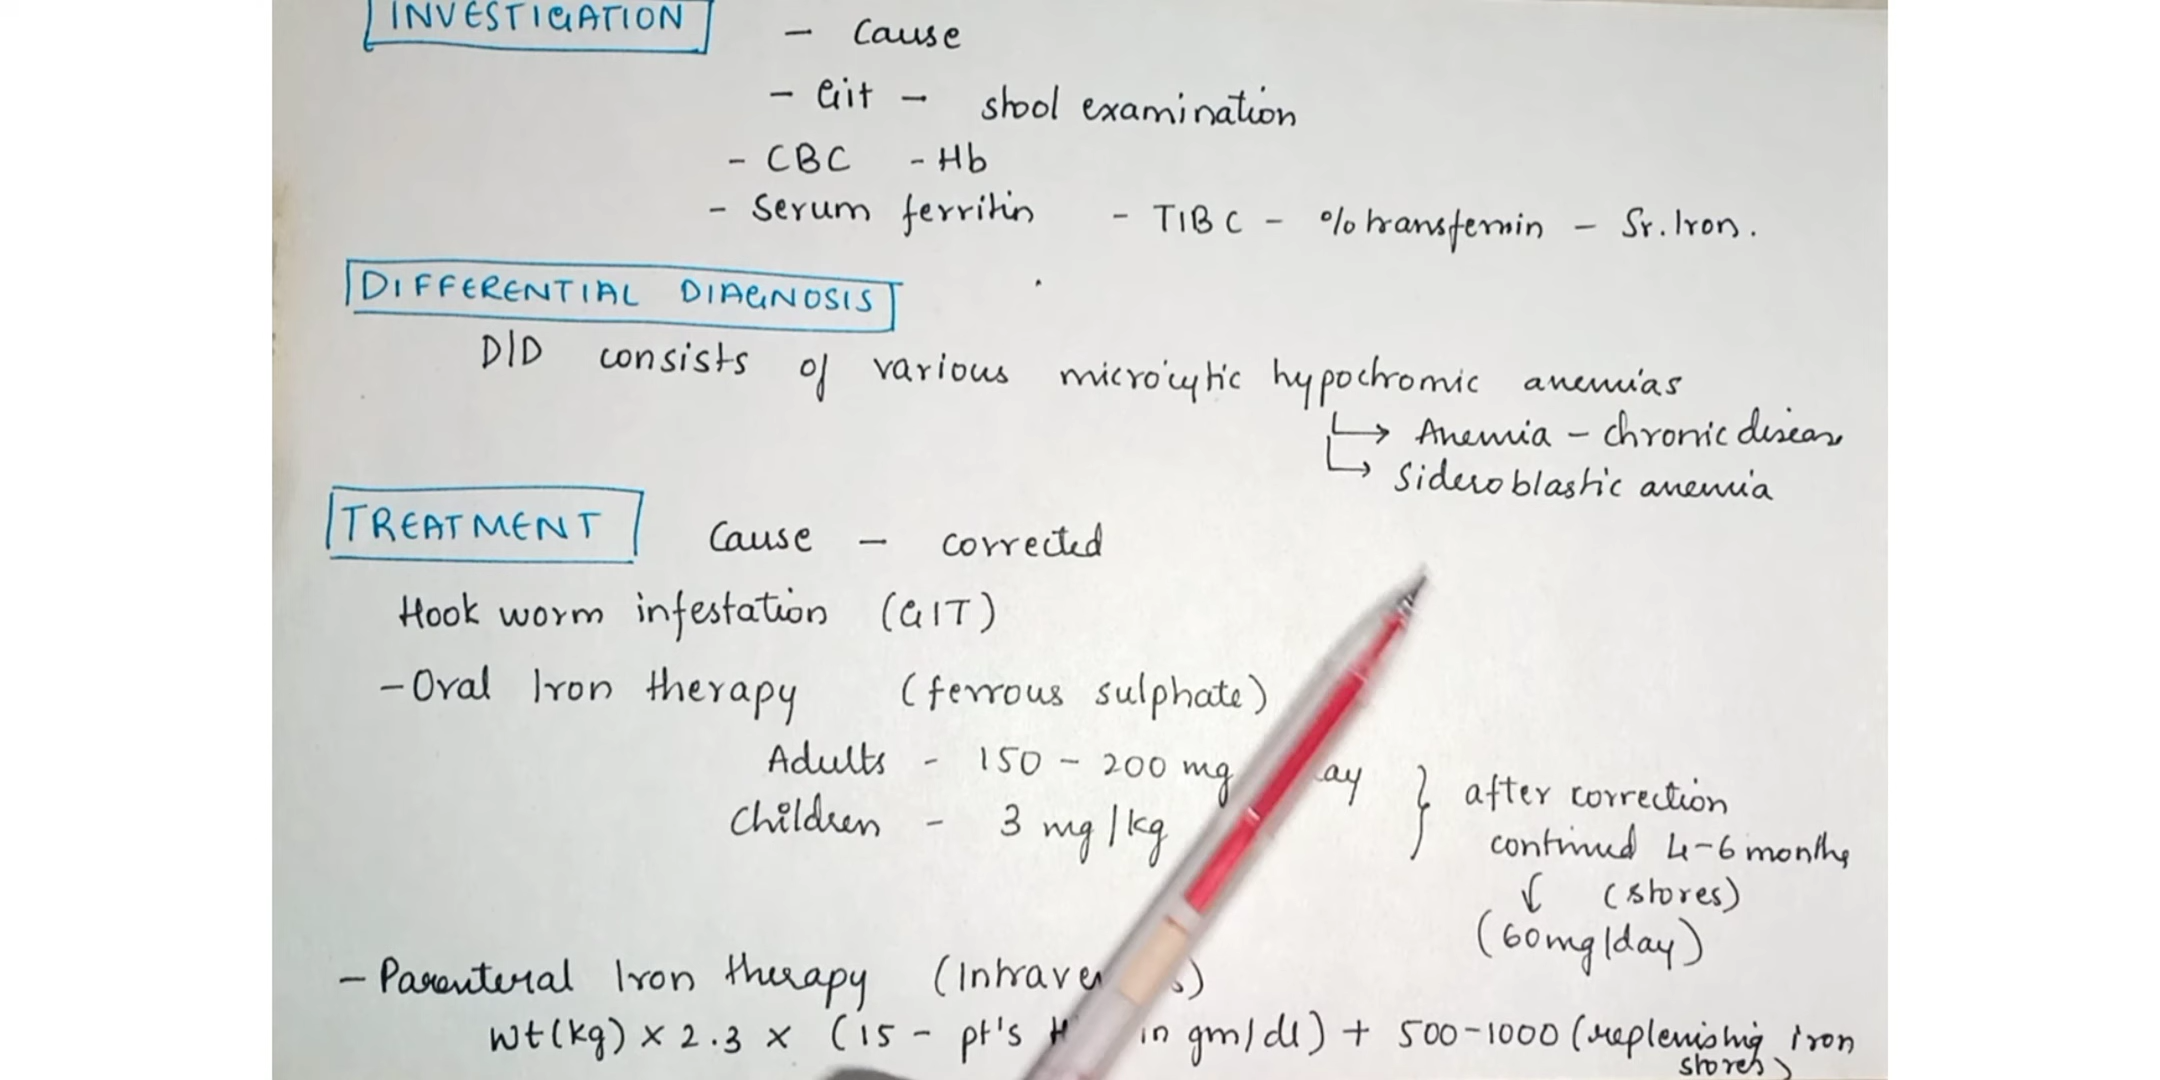 INVESTIGATION - Cause
- Git - stool examination
- CBC - Hb
- Serum ferritin - TIBC - % transferrin - Sr. Iron.
DIFFERENTIAL DIAGNOSIS
D/D consists of various microcytic hypochromic anemias
→ Anemia - chronic disease
→ Sideroblastic anemia
TREATMENT Cause - corrected
Hook worm infestation (GIT)
- Oral Iron therapy (ferrous sulphate)
Adults - 150 - 200 mg
Children - 3 mg/kg
} after correction
continued 4-6 months
↓ (stores)
(60mg/day)
- Parenteral Iron therapy
Wt(kg) x 2.3 x (15 - pt's in gm/dl) + 500-1000 (replenishig iron
stores)